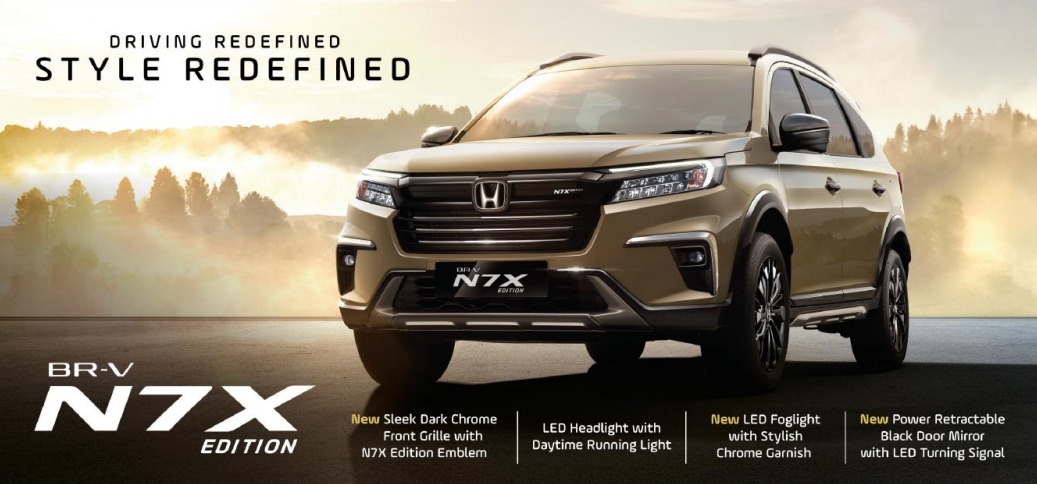 DRIVING REDEFINED
STYLE REDEFINED
N7X
BR-V
N7X
EDITION
BR-V
N7X
EDITION
New Sleek Dark Chrome
Front Grille with
N7X Edition Emblem
LED Headlight with
Daytime Running Light
New LED Foglight
with Stylish
Chrome Garnish
New Power Retractable
Black Door Mirror
with LED Turning Signal